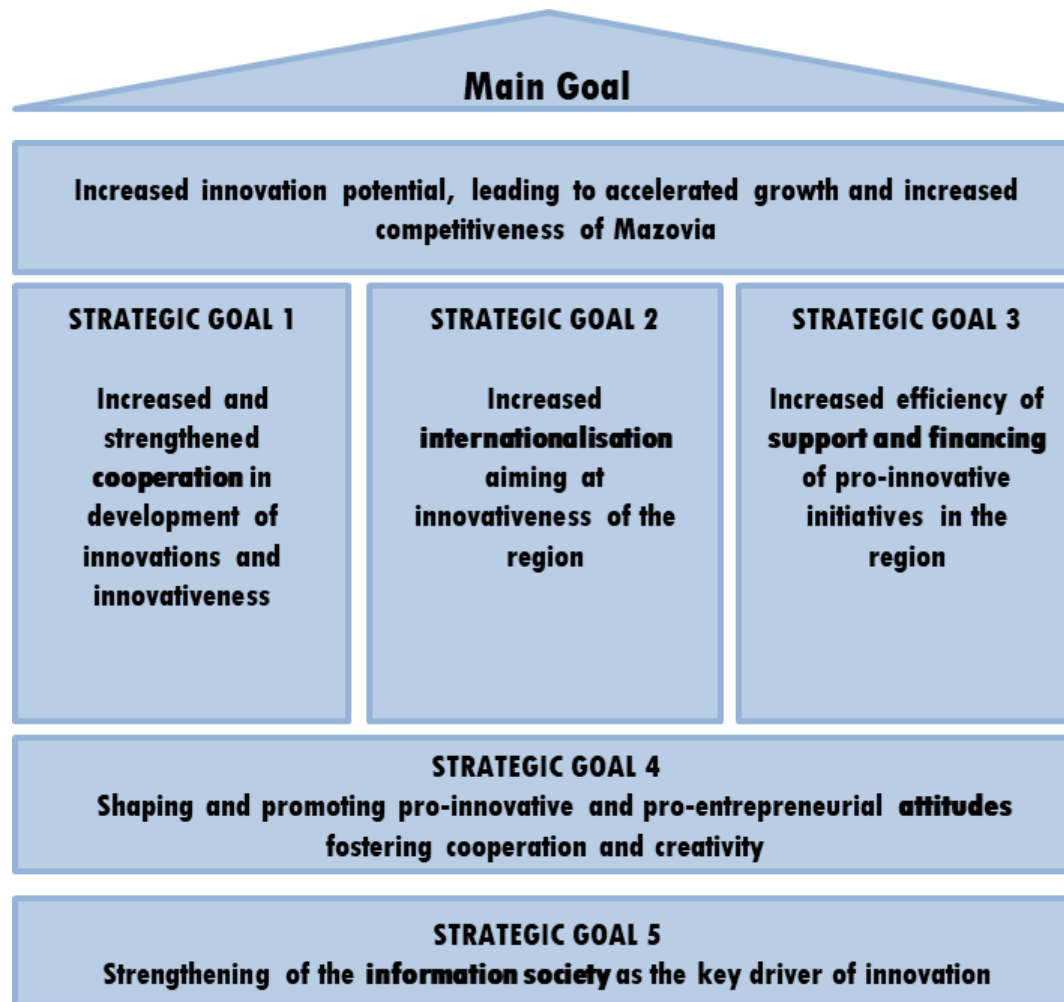 Main Goal
Increased innovation potential, leading to accelerated growth and increased
competitiveness of Mazovia
STRATEGIC GOAL 1
Increased and
strengthened
cooperation in
development of
innovations and
innovativeness
STRATEGIC GOAL 2
Increased
internationalisation
aiming at
innovativeness of the
region
STRATEGIC GOAL 3
Increased efficiency of
support and financing
of pro-innovative
initiatives in the
region
STRATEGIC GOAL 4
Shaping and promoting pro-innovative and pro-entrepreneurial attitudes
fostering cooperation and creativity
STRATEGIC GOAL 5
Strengthening of the information society as the key driver of innovation